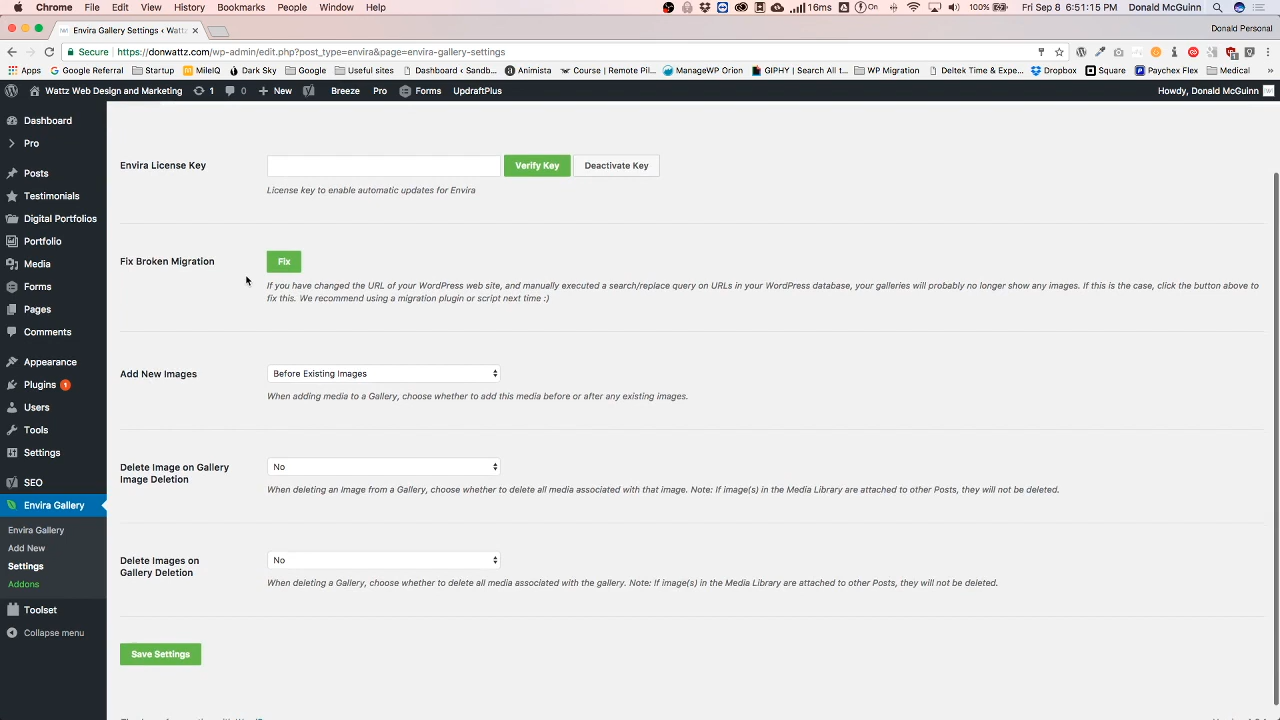 Chrome File Edit View History Bookmarks People Window Help 16ms On 100% Fri Sep 8 6:51:15 PM Donald McGuinn
Envira Gallery Settings ‹ Watt Donald Personal
Secure https://donwattz.com/wp-admin/edit.php?post_type=envira&page=envira-gallery-settings
Apps Google Referral Startup MileIQ Dark Sky Google Useful sites Dashboard ‹ Sandb... Animista Course | Remote Pil... ManageWP Orion GIPHY | All the GIFs WP Migration Deltek Time & Expe... Dropbox Square Paychex Flex Medical
Wattz Web Design and Marketing 1 0 New Breeze Pro Forms UpdraftPlus Howdy, Donald McGuinn
Dashboard
Pro
Posts
Testimonials
Digital Portfolios
Portfolio
Media
Forms
Pages
Comments
Appearance
Plugins 1
Users
Tools
Settings
SEO
Envira Gallery
Envira Gallery
Add New
Settings
Addons
Toolset
Collapse menu
Envira License Key Verify Key Deactivate Key
License key to enable automatic updates for Envira
Fix Broken Migration Fix
If you have changed the URL of your WordPress web site, and manually executed a search/replace query on URLs in your WordPress database, your galleries will probably no longer show any images. If this is the case, click the button above to
fix this. We recommend using a migration plugin or script next time :)
Add New Images Before Existing Images
When adding media to a Gallery, choose whether to add this media before or after any existing images.
Delete Image on Gallery
Image Deletion
No
When deleting an Image from a Gallery, choose whether to delete all media associated with that image. Note: If image(s) in the Media Library are attached to other Posts, they will not be deleted.
Delete Images on
Gallery Deletion
No
When deleting a Gallery, choose whether to delete all media associated with the gallery. Note: If image(s) in the Media Library are attached to other Posts, they will not be deleted.
Save Settings